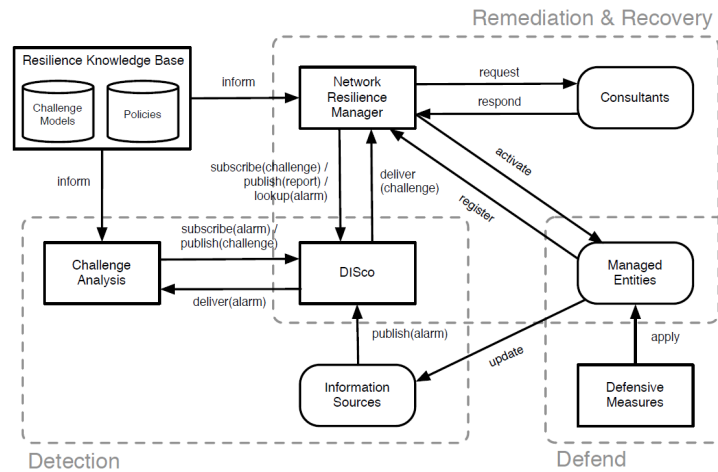 Remediation & Recovery
Resilience Knowledge Base
Challenge
Models
Policies
inform
Network
Resilience
Manager
request
respond
Consultants
inform
subscribe(challenge) /
publish(report) /
lookup(alarm)
deliver
(challenge)
activate
register
Challenge
Analysis
subscribe(alarm) /
publish(challenge)
deliver(alarm)
DISco
Managed
Entities
publish(alarm)
update
apply
Information
Sources
Defensive
Measures
Detection
Defend